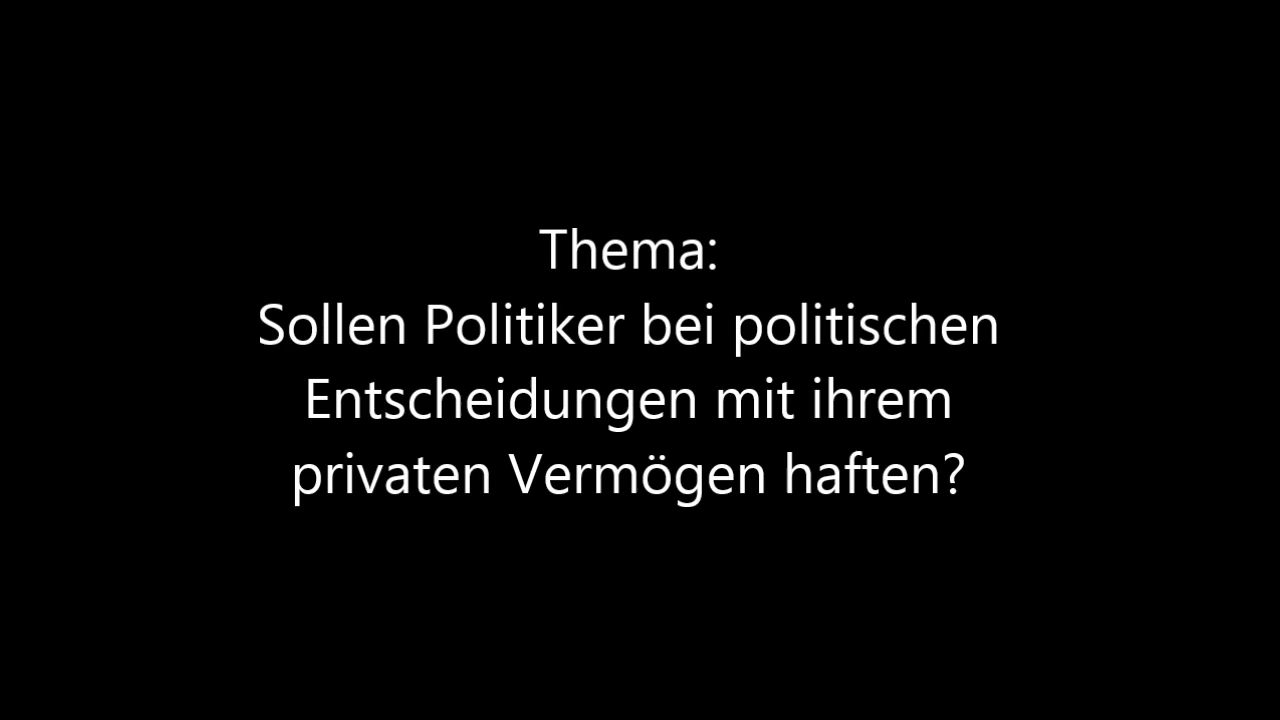 Thema:
Sollen Politiker bei politischen
Entscheidungen mit ihrem
privaten Vermögen haften?